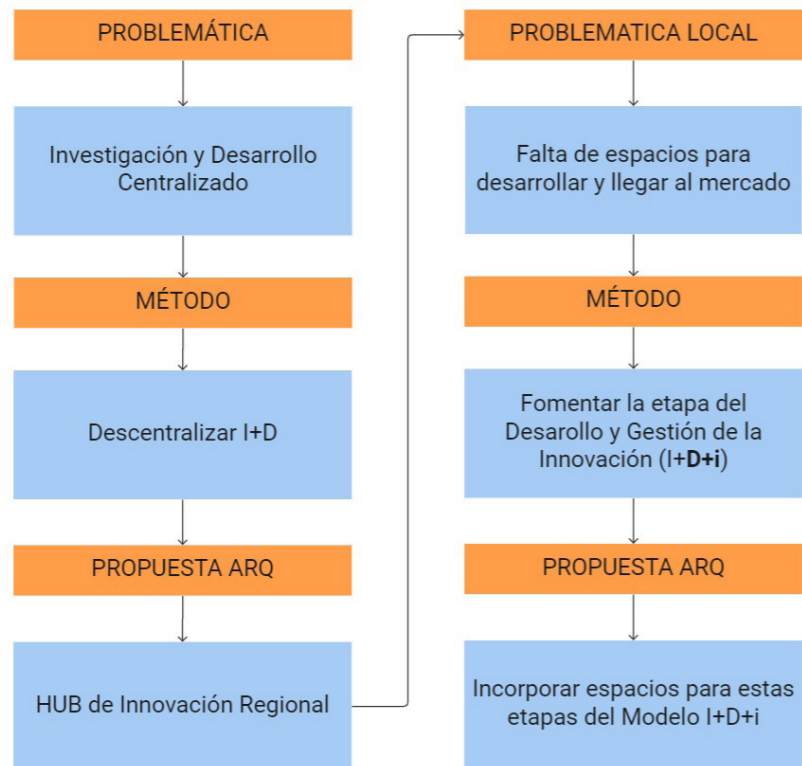 PROBLEMÁTICA
Investigación y Desarrollo
Centralizado
MÉTODO
Descentralizar I+D
PROPUESTA ARQ
HUB de Innovación Regional
PROBLEMATICA LOCAL
Falta de espacios para
desarrollar y llegar al mercado
MÉTODO
Fomentar la etapa del
Desarollo y Gestión de la
Innovación (I+D+i)
PROPUESTA ARQ
Incorporar espacios para estas
etapas del Modelo I+D+i